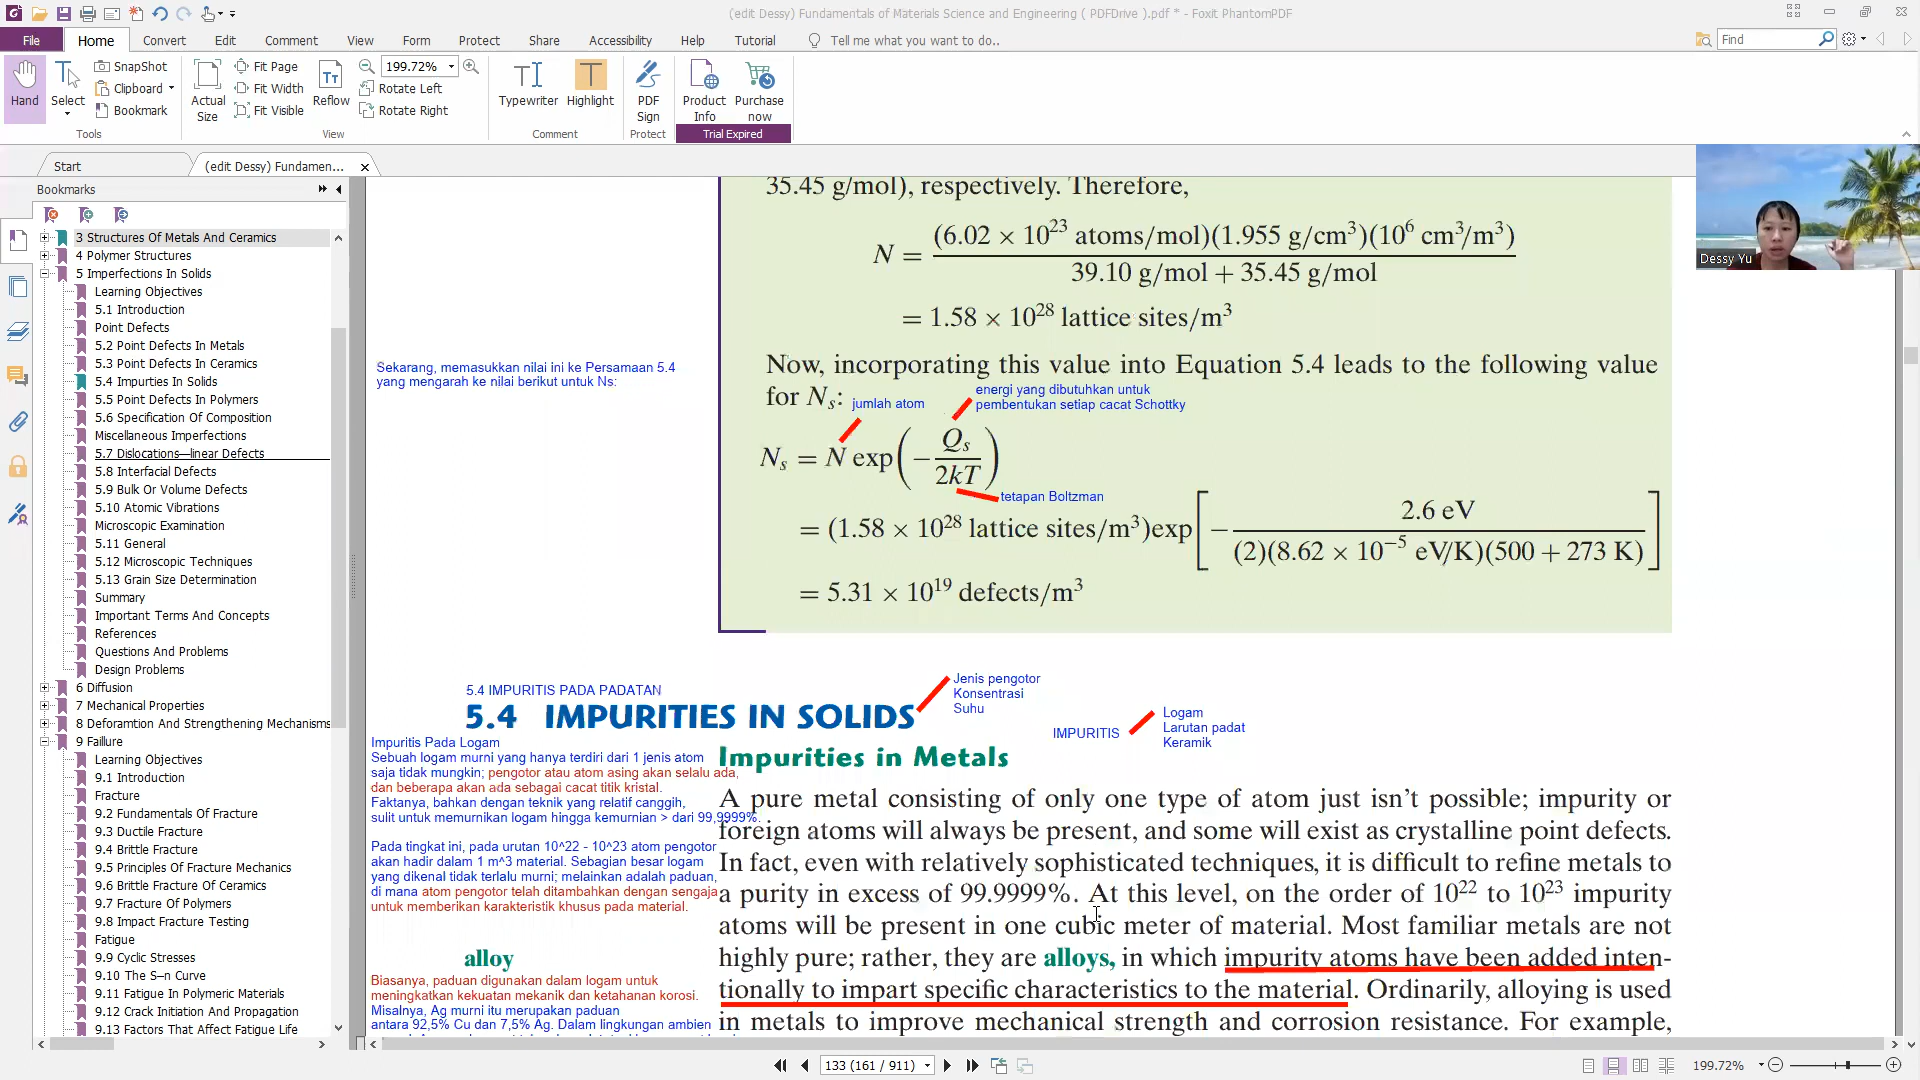 (edit Dessy) Fundamentals of Materials Science and Engineering ( PDFDrive ).pdf * - Foxit PhantomPDF
File Home Convert Edit Comment View Form Protect Share Accessibility Help Tutorial Tell me what you want to do.. Find
Hand Select SnapShot Clipboard Bookmark Actual Size Fit Page Fit Width Fit Visible Reflow 199.72% Rotate Left Rotate Right Typewriter Highlight PDF Sign Product Info Purchase now
Tools View Comment Protect Trial Expired
Start (edit Dessy) Fundamen...
Bookmarks
3 Structures Of Metals And Ceramics
4 Polymer Structures
5 Imperfections In Solids
Learning Objectives
5.1 Introduction
Point Defects
5.2 Point Defects In Metals
5.3 Point Defects In Ceramics
5.4 Impurties In Solids
5.5 Point Defects In Polymers
5.6 Specification Of Composition
Miscellaneous Imperfections
5.7 Dislocations—linear Defects
5.8 Interfacial Defects
5.9 Bulk Or Volume Defects
5.10 Atomic Vibrations
Microscopic Examination
5.11 General
5.12 Microscopic Techniques
5.13 Grain Size Determination
Summary
Important Terms And Concepts
References
Questions And Problems
Design Problems
6 Diffusion
7 Mechanical Properties
8 Deforamtion And Strengthening Mechanisms
9 Faillure
Learning Objectives
9.1 Introduction
Fracture
9.2 Fundamentals Of Fracture
9.3 Ductile Fracture
9.4 Brittle Fracture
9.5 Principles Of Fracture Mechanics
9.6 Brittle Fracture Of Ceramics
9.7 Fracture Of Polymers
9.8 Impact Fracture Testing
Fatigue
9.9 Cyclic Stresses
9.10 The S–n Curve
9.11 Fatigue In Polymeric Materials
9.12 Crack Initiation And Propagation
9.13 Factors That Affect Fatigue Life
35.45 g/mol), respectively. Therefore,
N = (6.02 × 10²³ atoms/mol)(1.955 g/cm³)(10⁶ cm³/m³)
39.10 g/mol + 35.45 g/mol
= 1.58 × 10²⁸ lattice sites/m³
Sekarang, memasukkan nilai ini ke Persamaan 5.4
yang mengarah ke nilai berikut untuk Ns:
Now, incorporating this value into Equation 5.4 leads to the following value
for Nₛ:
jumlah atom
energi yang dibutuhkan untuk
pembentukan setiap cacat Schottky
Nₛ = N exp(−Qₛ/2kT)
tetapan Boltzman
= (1.58 × 10²⁸ lattice sites/m³)exp[−2.6 eV/(2)(8.62 × 10⁻⁵ eV/K)(500 + 273 K)]
= 5.31 × 10¹⁹ defects/m³
5.4 IMPURITIS PADA PADATAN
5.4 IMPURITIES IN SOLIDS
Jenis pengotor
Konsentrasi
Suhu
IMPURITIS
Logam
Larutan padat
Keramik
Impuritis Pada Logam
Sebuah logam murni yang hanya terdiri dari 1 jenis atom
saja tidak mungkin; pengotor atau atom asing akan selalu ada,
dan beberapa akan ada sebagai cacat titik kristal.
Faktanya, bahkan dengan teknik yang relatif canggih,
sulit untuk memurnikan logam hingga kemurnian > dari 99,9999%.
Pada tingkat ini, pada urutan 10^22 - 10^23 atom pengotor
akan hadir dalam 1 m^3 material. Sebagian besar logam
yang dikenal tidak terlalu murni; melainkan adalah paduan,
di mana atom pengotor telah ditambahkan dengan sengaja
untuk memberikan karakteristik khusus pada material.
alloy
Biasanya, paduan digunakan dalam logam untuk
meningkatkan kekuatan mekanik dan ketahanan korosi.
Misalnya, Ag murni itu merupakan paduan
antara 92,5% Cu dan 7,5% Ag. Dalam lingkungan ambien
Impurities in Metals
A pure metal consisting of only one type of atom just isn't possible; impurity or
foreign atoms will always be present, and some will exist as crystalline point defects.
In fact, even with relatively sophisticated techniques, it is difficult to refine metals to
a purity in excess of 99.9999%. At this level, on the order of 10²² to 10²³ impurity
atoms will be present in one cubic meter of material. Most familiar metals are not
highly pure; rather, they are alloys, in which impurity atoms have been added inten-
tionally to impart specific characteristics to the material. Ordinarily, alloying is used
in metals to improve mechanical strength and corrosion resistance. For example,
Dessy Yu
133 (161 / 911) 199.72%